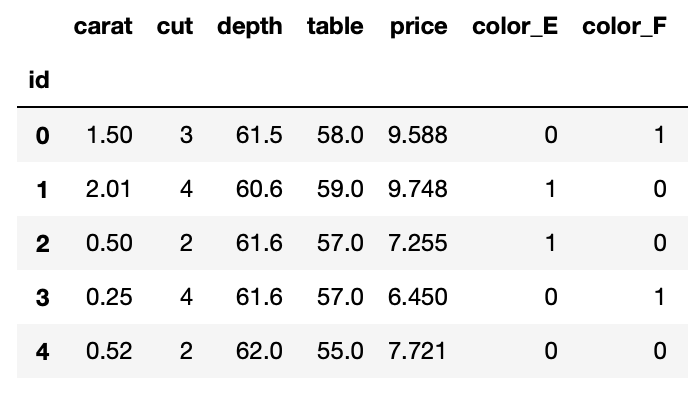 carat cut depth table price color_E color_F
id
0 1.50 3 61.5 58.0 9.588 0 1
1 2.01 4 60.6 59.0 9.748 1 0
2 0.50 2 61.6 57.0 7.255 1 0
3 0.25 4 61.6 57.0 6.450 0 1
4 0.52 2 62.0 55.0 7.721 0 0